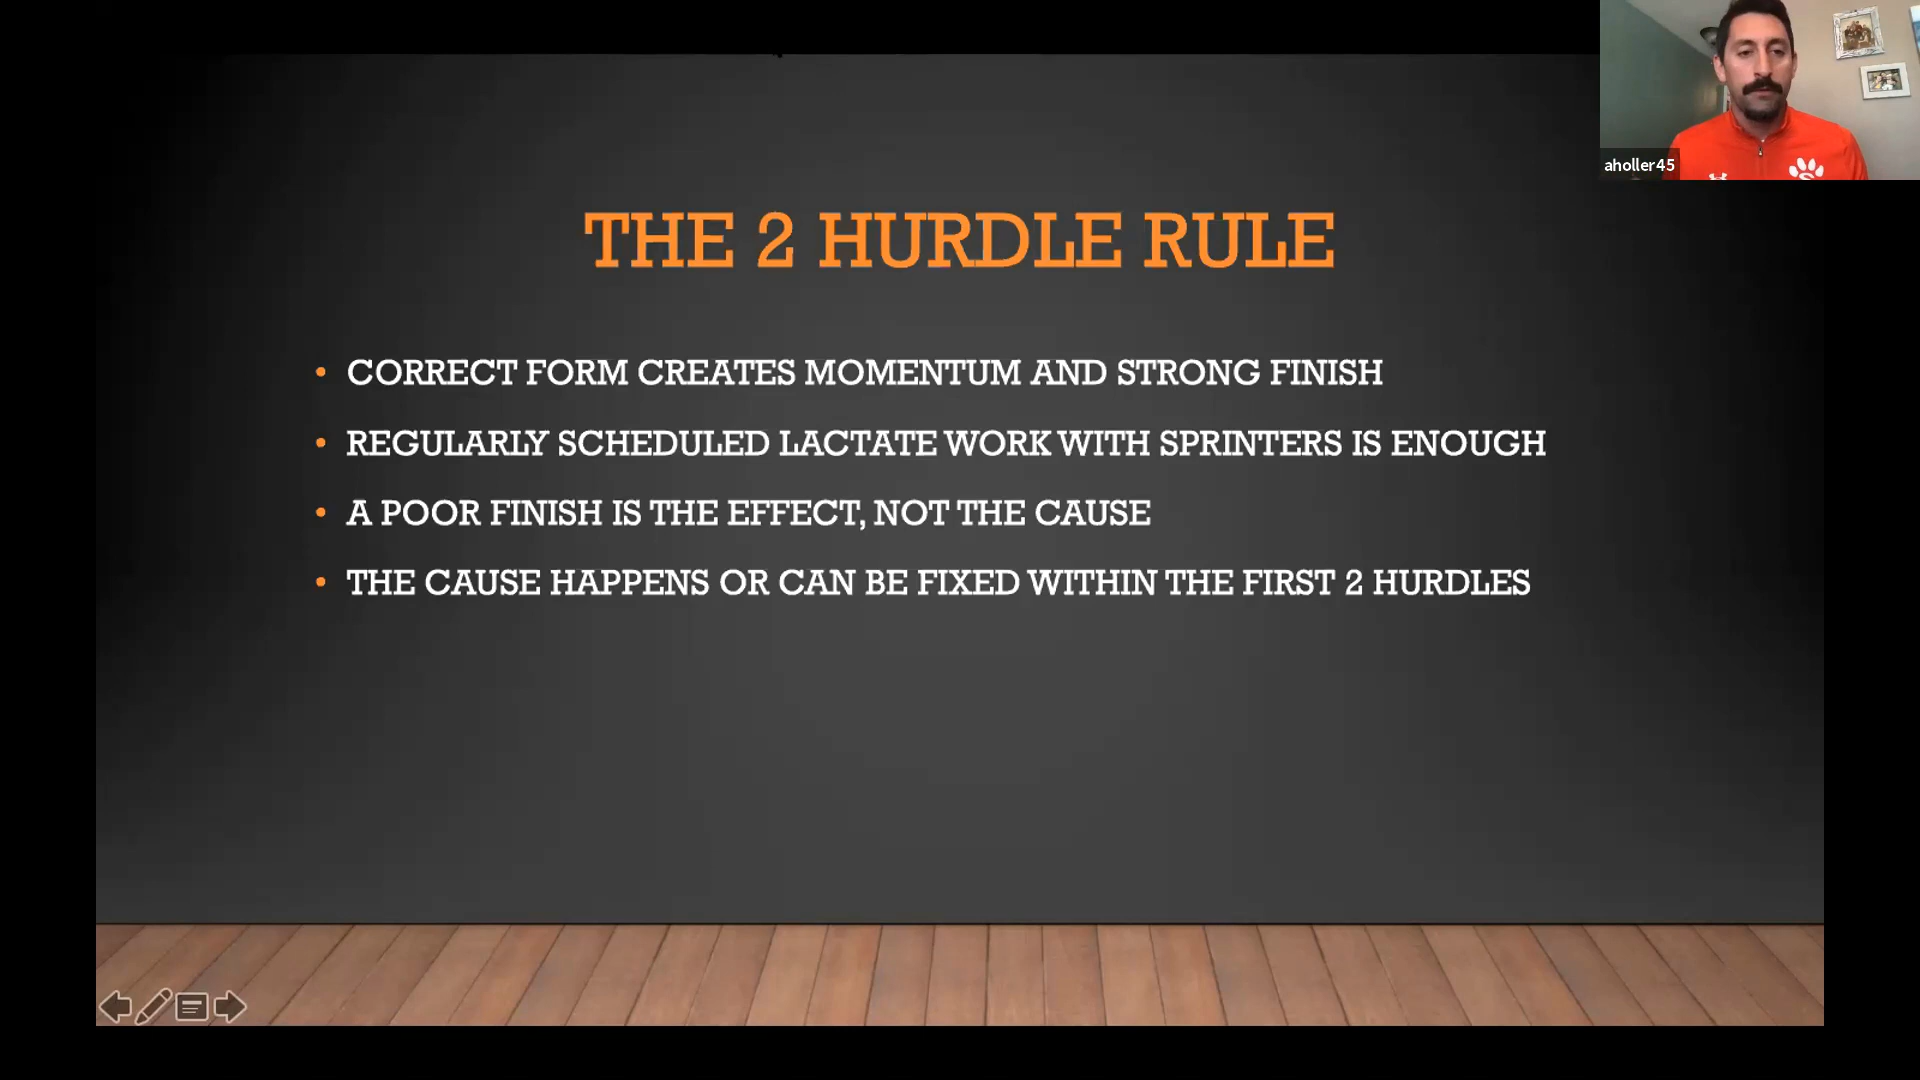 aholler45
THE 2 HURDLE RULE
• CORRECT FORM CREATES MOMENTUM AND STRONG FINISH
• REGULARLY SCHEDULED LACTATE WORK WITH SPRINTERS IS ENOUGH
• A POOR FINISH IS THE EFFECT, NOT THE CAUSE
• THE CAUSE HAPPENS OR CAN BE FIXED WITHIN THE FIRST 2 HURDLES